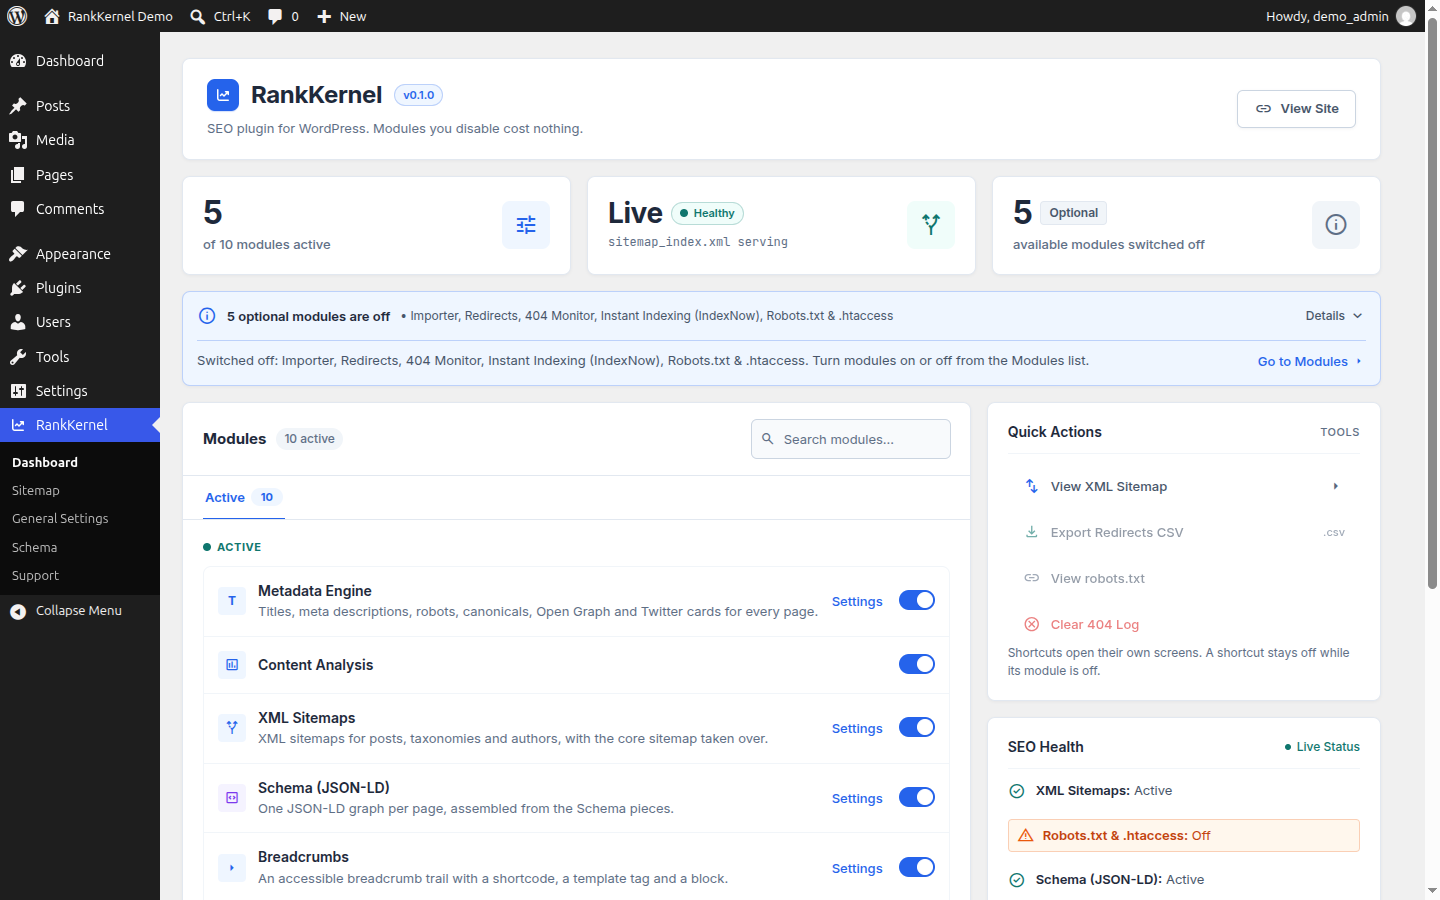 RankKernel Demo
Ctrl+K
0
New
Howdy, demo_admin
Dashboard
Posts
Media
Pages
Comments
Appearance
Plugins
Users
Tools
Settings
RankKernel
Dashboard
Sitemap
General Settings
Schema
Support
Collapse Menu
RankKernel v0.1.0
SEO plugin for WordPress. Modules you disable cost nothing.
View Site
5
of 10 modules active
Live Healthy
sitemap_index.xml serving
5 Optional
available modules switched off
5 optional modules are off • Importer, Redirects, 404 Monitor, Instant Indexing (IndexNow), Robots.txt & .htaccess
Details
Switched off: Importer, Redirects, 404 Monitor, Instant Indexing (IndexNow), Robots.txt & .htaccess. Turn modules on or off from the Modules list.
Go to Modules
Modules 10 active
Search modules...
Active 10
ACTIVE
T
Metadata Engine
Titles, meta descriptions, robots, canonicals, Open Graph and Twitter cards for every page.
Settings
Content Analysis
XML Sitemaps
XML sitemaps for posts, taxonomies and authors, with the core sitemap taken over.
Settings
Schema (JSON-LD)
One JSON-LD graph per page, assembled from the Schema pieces.
Settings
Breadcrumbs
An accessible breadcrumb trail with a shortcode, a template tag and a block.
Settings
Quick Actions
TOOLS
View XML Sitemap
Export Redirects CSV
.csv
View robots.txt
Clear 404 Log
Shortcuts open their own screens. A shortcut stays off while
its module is off.
SEO Health
Live Status
XML Sitemaps: Active
Robots.txt & .htaccess: Off
Schema (JSON-LD): Active